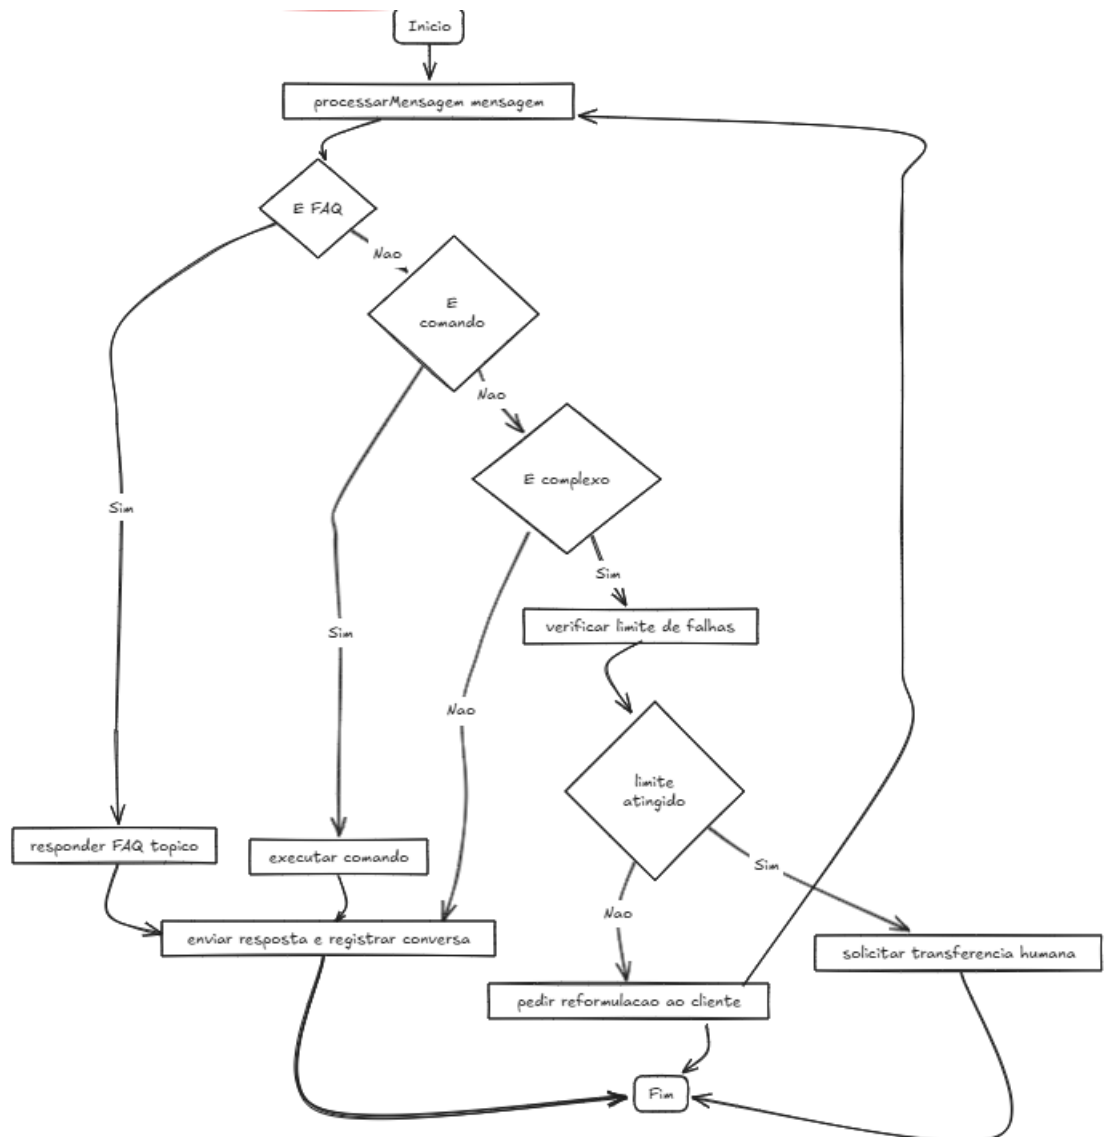 Inicio
processarMensagem mensagem
E FAQ
Nao
E
comando
Nao
E complexo
Sim
Sim
verificar limite de falhas
Sim
Nao
limite
atingido
responder FAQ topico
executar comando
Sim
Nao
enviar resposta e registrar conversa
solicitar transferencia humana
pedir reformulacao ao cliente
Fim